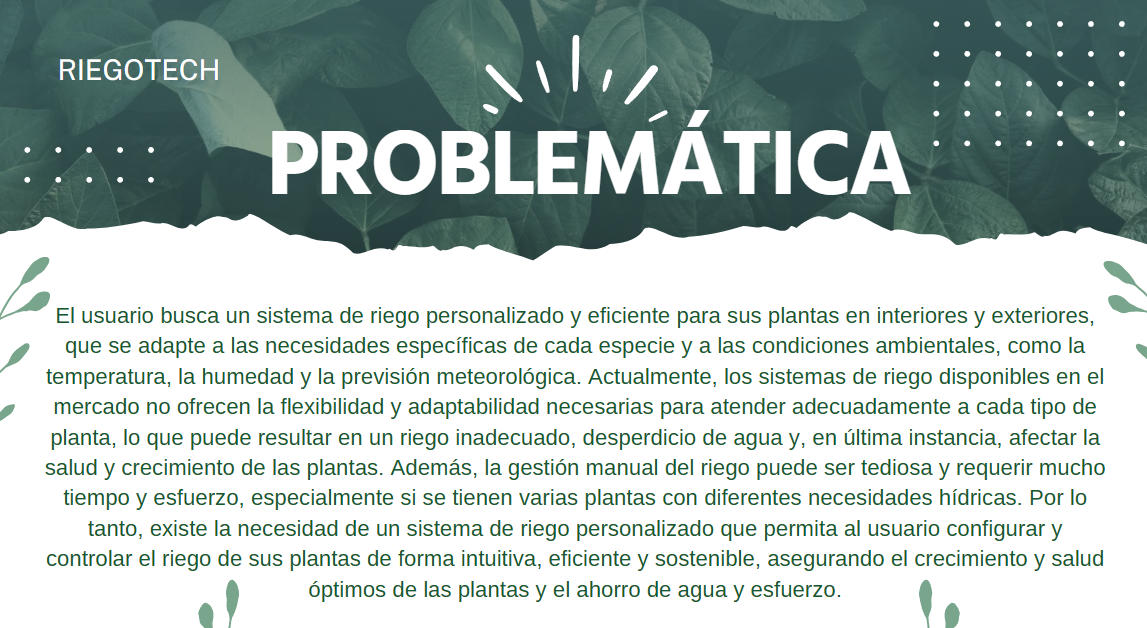 RIEGOTECH
PROBLEMÁTICA
El usuario busca un sistema de riego personalizado y eficiente para sus plantas en interiores y exteriores,
que se adapte a las necesidades específicas de cada especie y a las condiciones ambientales, como la
temperatura, la humedad y la previsión meteorológica. Actualmente, los sistemas de riego disponibles en el
mercado no ofrecen la flexibilidad y adaptabilidad necesarias para atender adecuadamente a cada tipo de
planta, lo que puede resultar en un riego inadecuado, desperdicio de agua y, en última instancia, afectar la
salud y crecimiento de las plantas. Además, la gestión manual del riego puede ser tediosa y requerir mucho
tiempo y esfuerzo, especialmente si se tienen varias plantas con diferentes necesidades hídricas. Por lo
tanto, existe la necesidad de un sistema de riego personalizado que permita al usuario configurar y
controlar el riego de sus plantas de forma intuitiva, eficiente y sostenible, asegurando el crecimiento y salud
óptimos de las plantas y el ahorro de agua y esfuerzo.